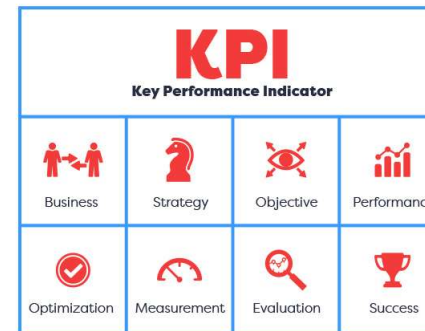 KPI
Key Performance Indicator
Business Strategy Objective Performanc
Optimization Measurement Evaluation Success